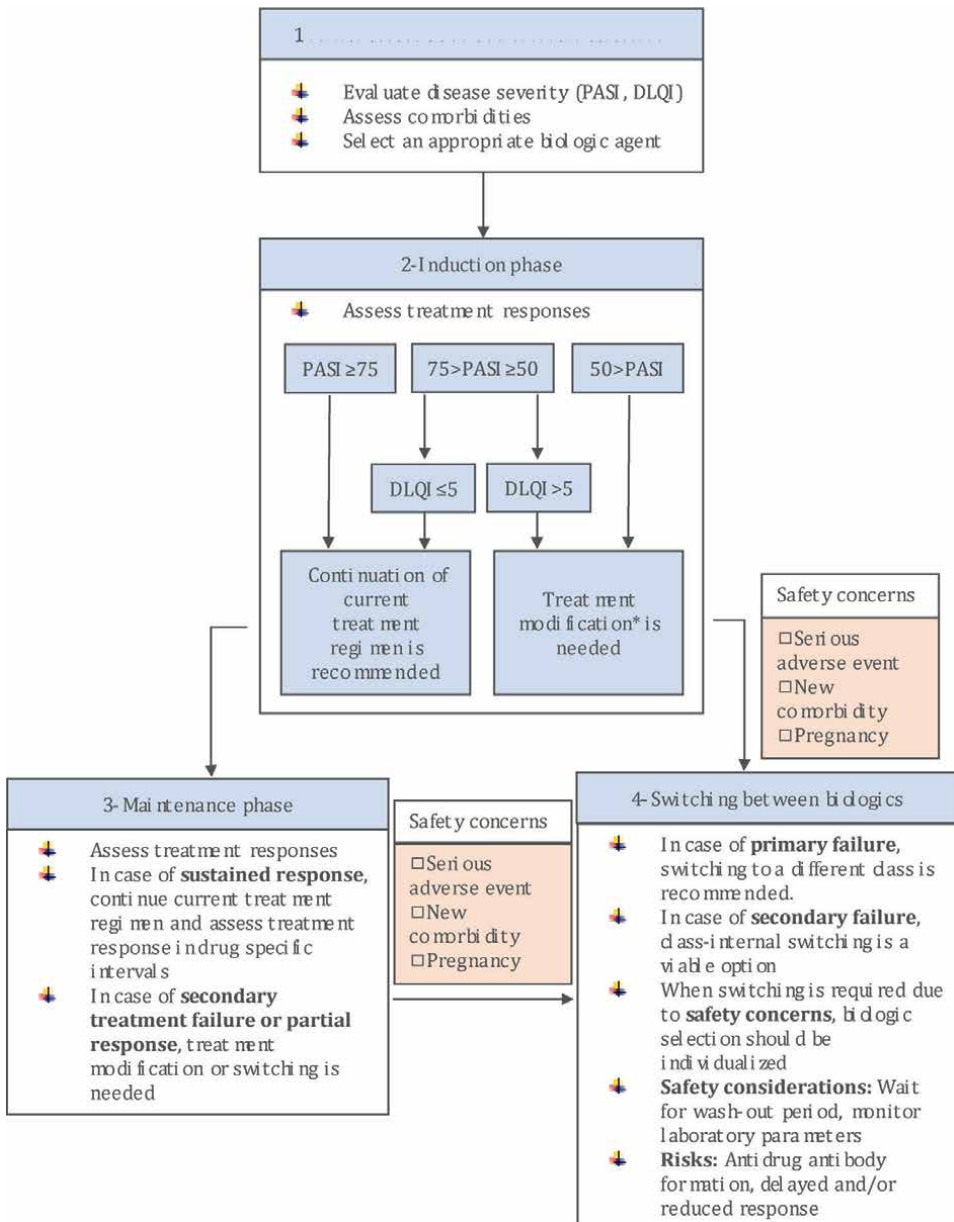 1
Evaluate disease severity (PASI, DLQI)
Assess comorbidities
Select an appropriate biologic agent
2-Induction phase
Assess treatment responses
PASI≥75
75>PASI≥50
50>PASI
DLQI≤5
DLQI>5
Continuation of
current
treatment
regimen is
recommended
Treatment
modification* is
needed
Safety concerns
☐Serious
adverse event
☐New
comorbidity
☐Pregnancy
3- Maintenance phase
Assess treatment responses
In case of sustained response,
continue current treatment
regimen and assess treatment
response in drug specific
intervals
In case of secondary
treatment failure or partial
response, treatment
modification or switching is
needed
Safety concerns
☐Serious
adverse event
☐New
comorbidity
☐Pregnancy
4- Switching between biologics
In case of primary failure,
switching to a different class is
recommended.
In case of secondary failure,
class-internal switching is a
viable option
When switching is required due
to safety concerns, biologic
selection should be
individualized
Safety considerations: Wait
for wash-out period, monitor
laboratory parameters
Risks: Antidrug antibody
formation, delayed and/or
reduced response